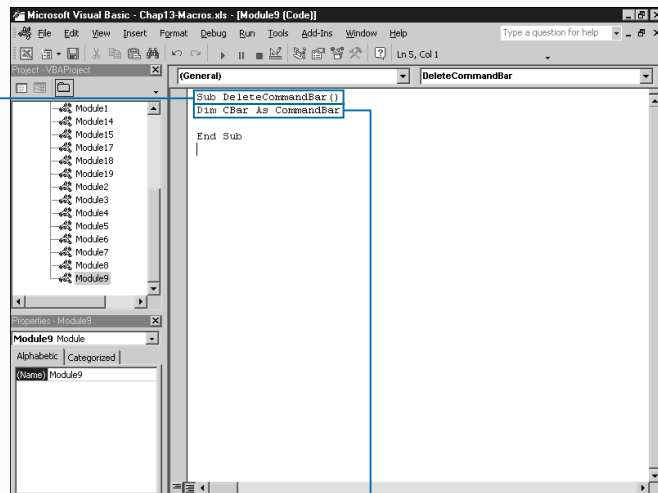 Microsoft Visual Basic - Chap13-Macros.xls - [Module9 (Code)]
File Edit View Insert Format Debug Run Tools Add-Ins Window Help Type a question for help
Ln 5, Col 1
Project - VBAProject
(General) DeleteCommandBar
Module1
Module14
Module15
Module17
Module18
Module19
Module2
Module3
Module4
Module5
Module6
Module7
Module8
Module9
Sub DeleteCommandBar()
Dim CBar As CommandBar
End Sub
Properties - Module9
Module9 Module
Alphabetic Categorized
(Name) Module9